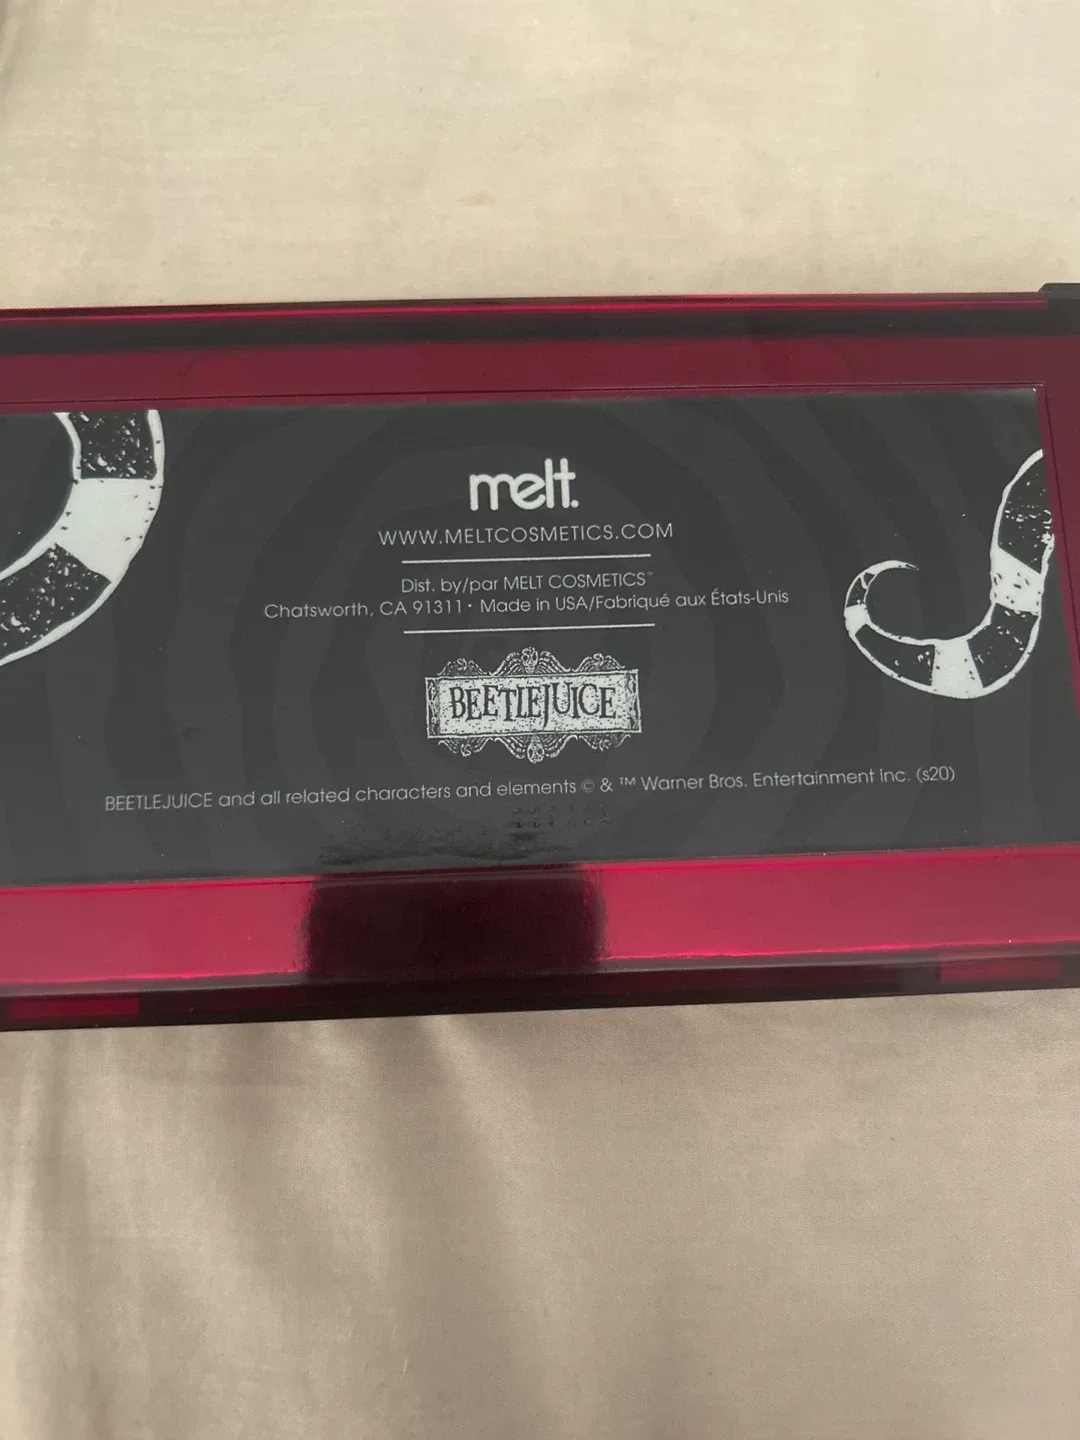 melt.
WWW.MELTCOSMETICS.COM
Dist. by/par MELT COSMETICS™
Chatsworth, CA 91311 • Made in USA/Fabriqué aux États-Unis
BEETLEJUICE
BEETLEJUICE and all related characters and elements © & ™ Warner Bros. Entertainment Inc. (s20)